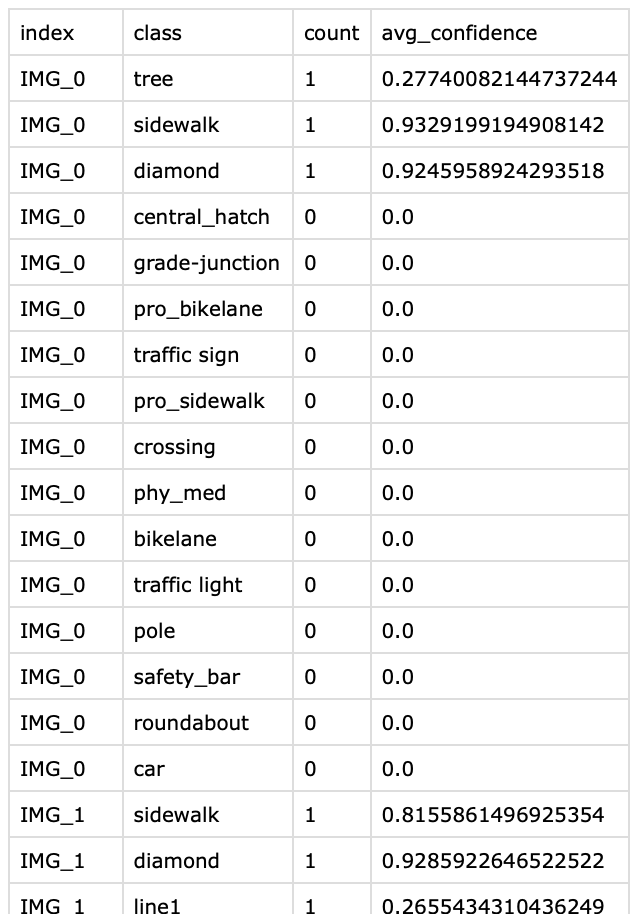 index class count avg_confidence
IMG_0 tree 1 0.27740082144737244
IMG_0 sidewalk 1 0.9329199194908142
IMG_0 diamond 1 0.9245958924293518
IMG_0 central_hatch 0 0.0
IMG_0 grade-junction 0 0.0
IMG_0 pro_bikelane 0 0.0
IMG_0 traffic sign 0 0.0
IMG_0 pro_sidewalk 0 0.0
IMG_0 crossing 0 0.0
IMG_0 phy_med 0 0.0
IMG_0 bikelane 0 0.0
IMG_0 traffic light 0 0.0
IMG_0 pole 0 0.0
IMG_0 safety_bar 0 0.0
IMG_0 roundabout 0 0.0
IMG_0 car 0 0.0
IMG_1 sidewalk 1 0.8155861496925354
IMG_1 diamond 1 0.9285922646522522
IMG_1 line1 1 0.2655434310436249